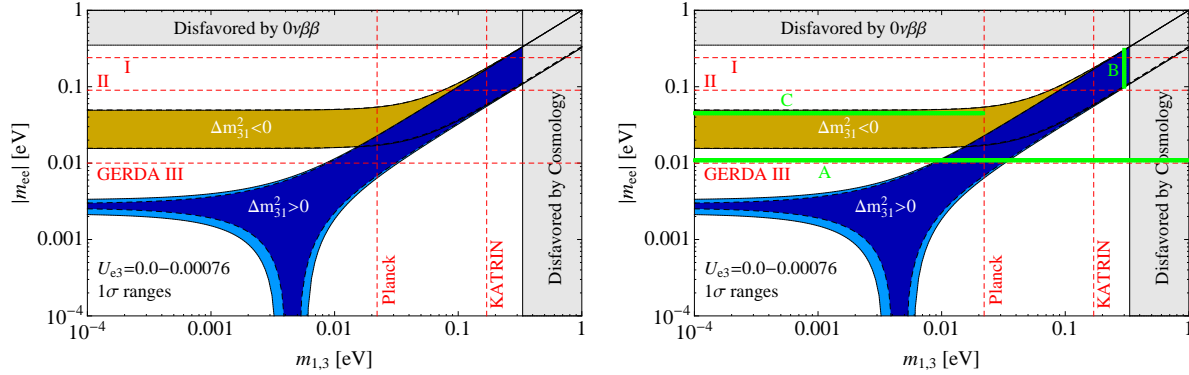 Disfavored by 0νββ
I
II
Δm²₃₁<0
GERDA III
Δm²₃₁>0
U_e3=0.0−0.00076
1σ ranges
Planck
KATRIN
Disfavored by Cosmology
|m_ee| [eV]
1
0.1
0.01
0.001
10⁻⁴
10⁻⁴
0.001
0.01
0.1
1
m₁,₃ [eV]
Disfavored by 0νββ
I
II
B
C
Δm²₃₁<0
GERDA III
A
Δm²₃₁>0
U_e3=0.0−0.00076
1σ ranges
Planck
KATRIN
Disfavored by Cosmology
|m_ee| [eV]
1
0.1
0.01
0.001
10⁻⁴
10⁻⁴
0.001
0.01
0.1
1
m₁,₃ [eV]